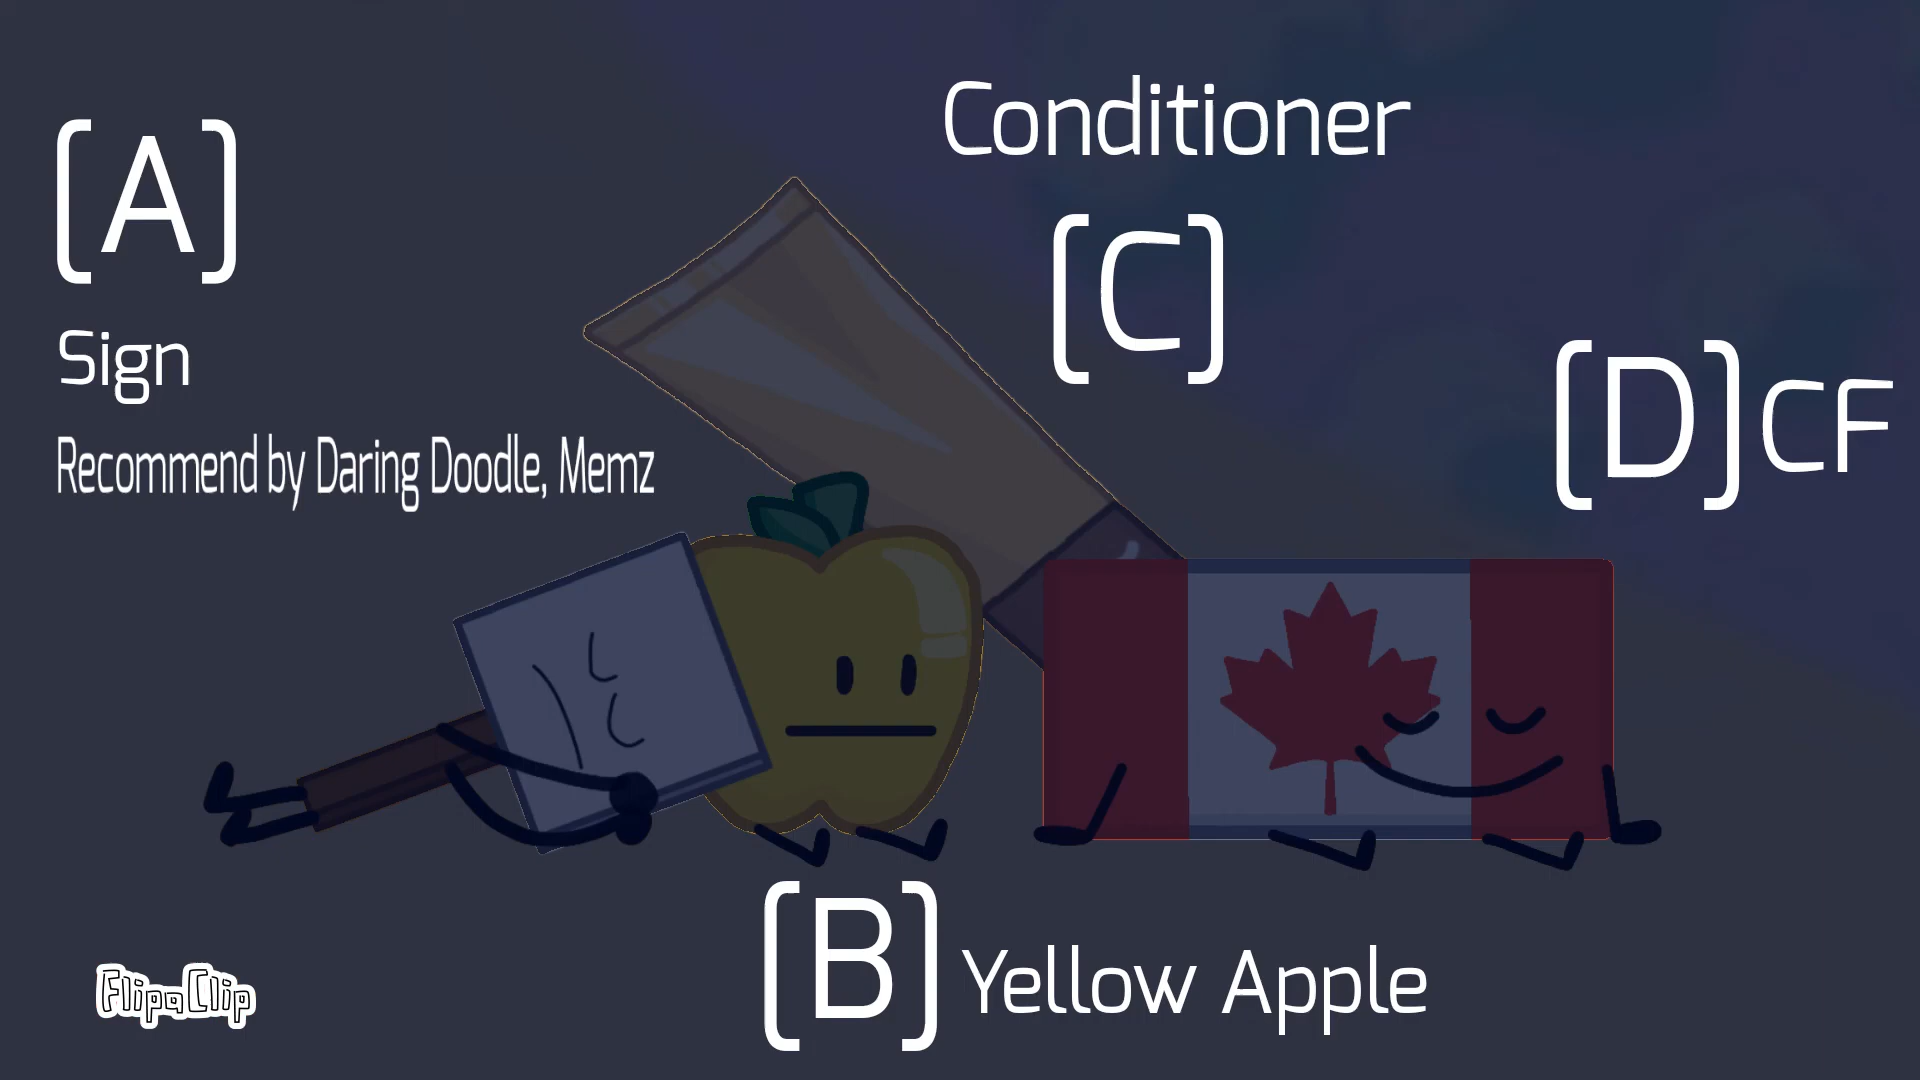 [A]
Sign
Recommend by Daring Doodle, Memz
Conditioner
[C]
[D] CF
[B] Yellow Apple
FlipaClip